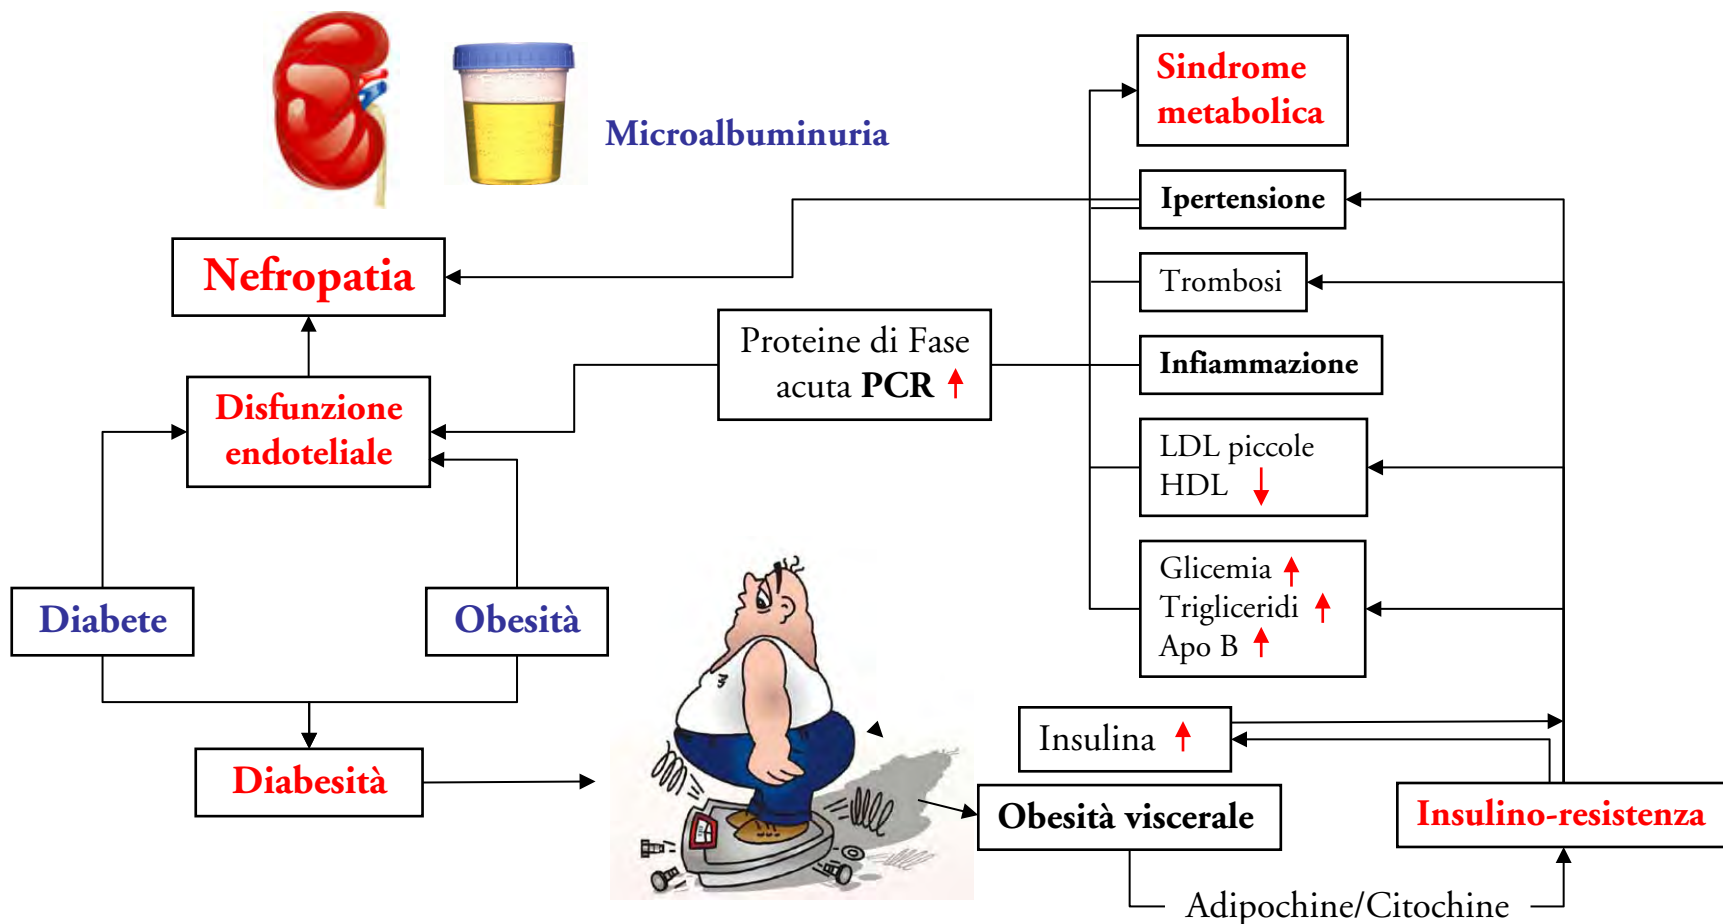 Microalbuminuria
Sindrome
metabolica
Ipertensione
Nefropatia
Trombosi
Proteine di Fase
acuta PCR
Infiammazione
Disfunzione
endoteliale
LDL piccole
HDL
Glicemia
Trigliceridi
Apo B
Diabete
Obesità
Insulina
Diabesità
Obesità viscerale
Insulino-resistenza
Adipochine/Citochine